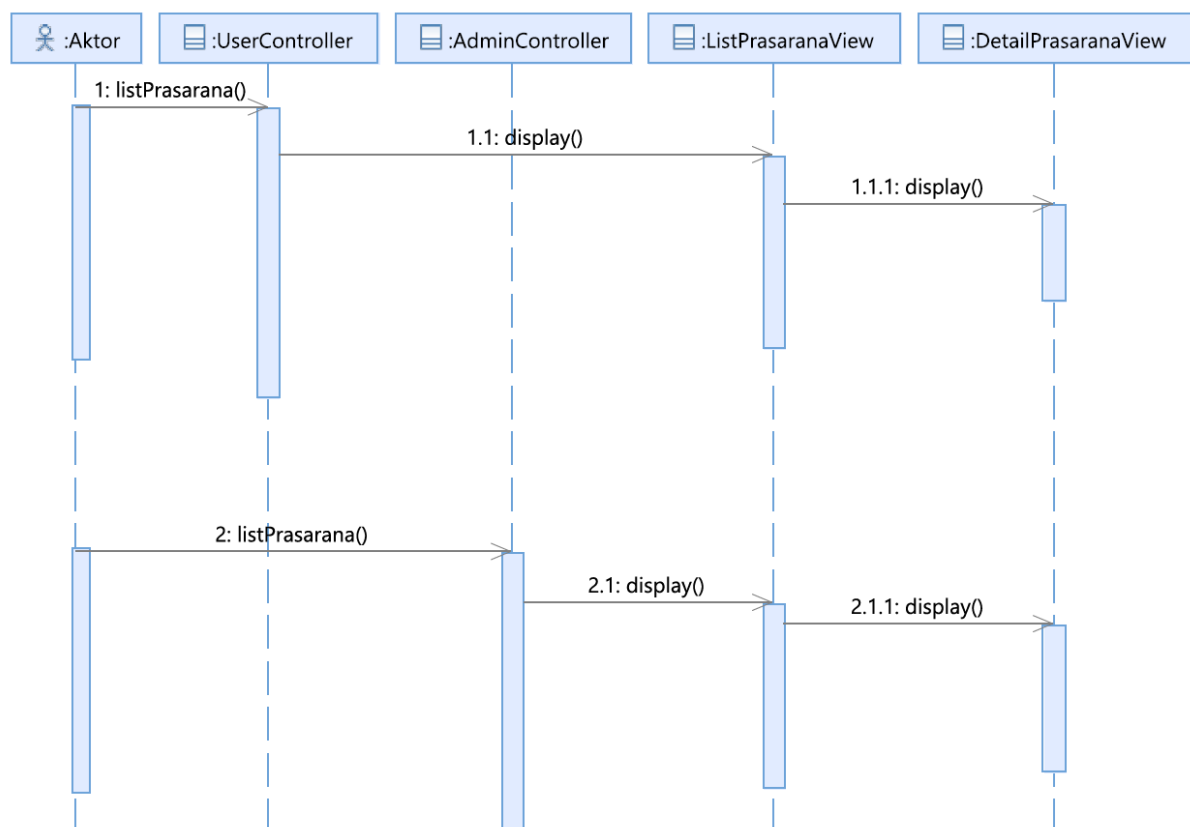 :Aktor
:UserController
:AdminController
:ListPrasaranaView
:DetailPrasaranaView
1: listPrasarana()
1.1: display()
1.1.1: display()
2: listPrasarana()
2.1: display()
2.1.1: display()